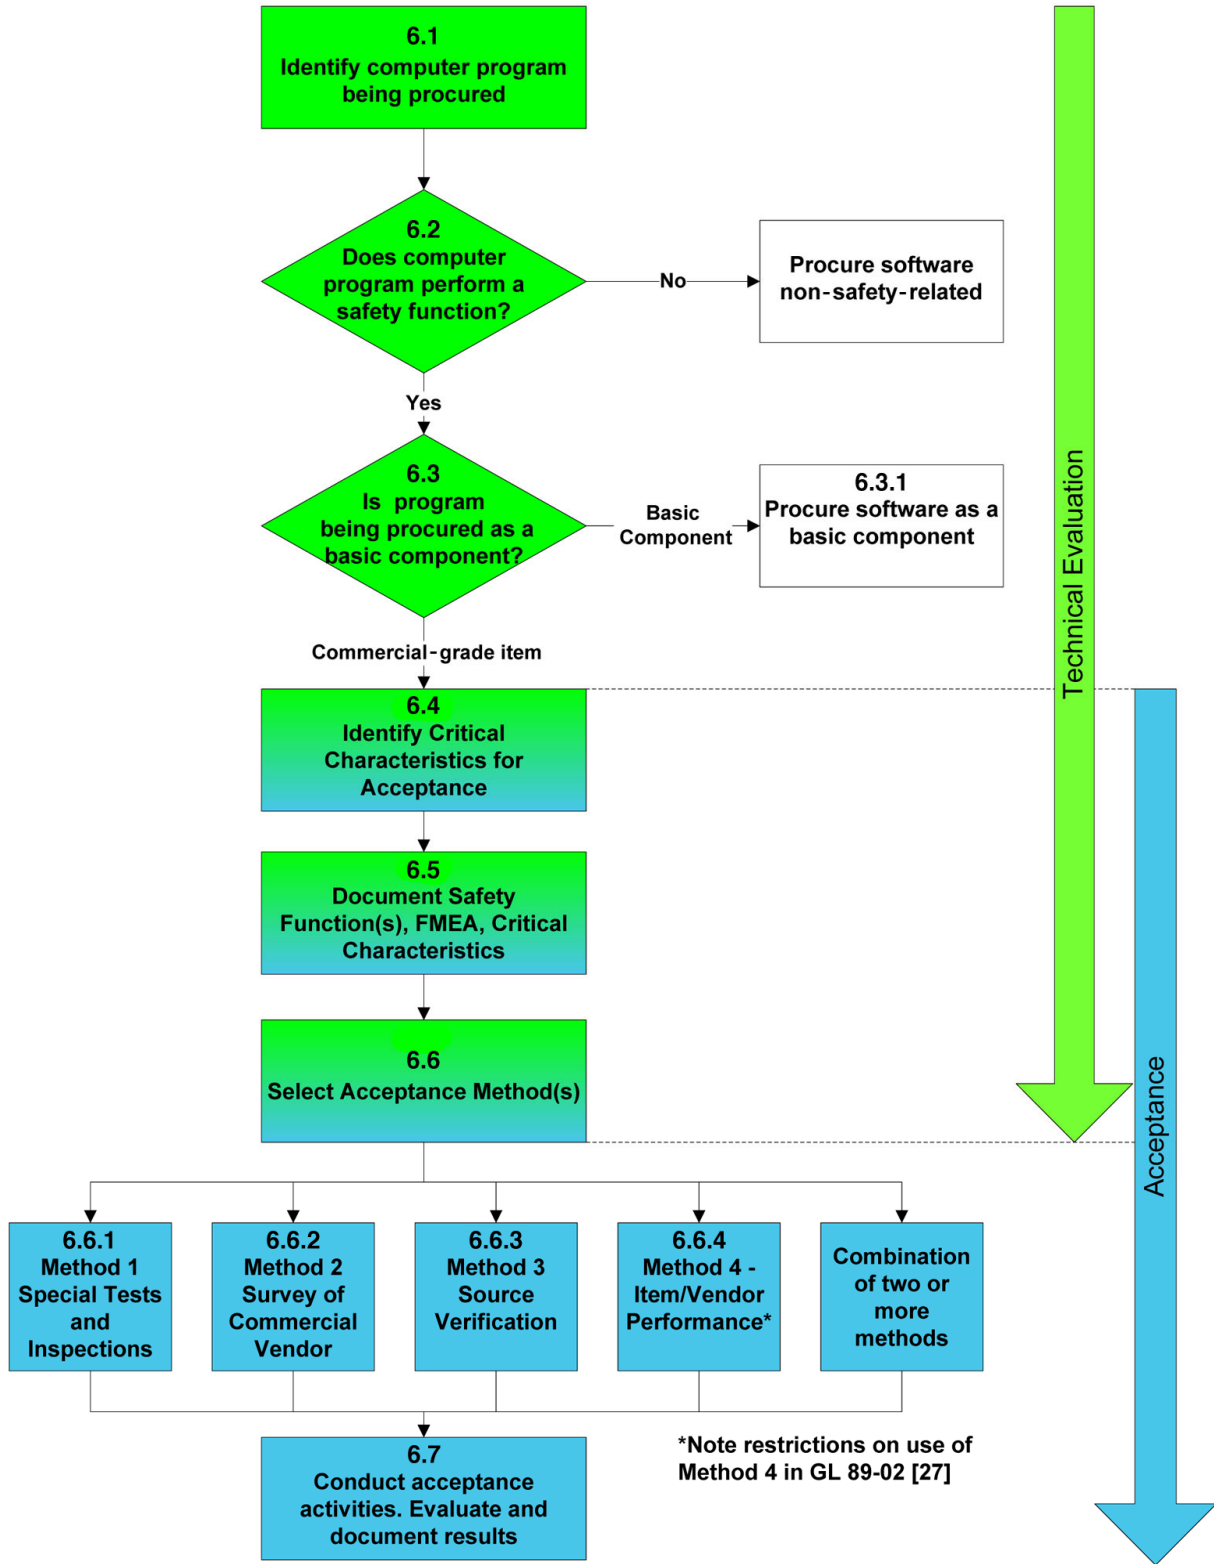 6.1
Identify computer program
being procured
6.2
Does computer
program perform a
safety function?
No
Procure software
non-safety-related
Yes
6.3
Is program
being procured as a
basic component?
Basic
Component
6.3.1
Procure software as a
basic component
Commercial-grade item
6.4
Identify Critical
Characteristics for
Acceptance
6.5
Document Safety
Function(s), FMEA, Critical
Characteristics
6.6
Select Acceptance Method(s)
6.6.1
Method 1
Special Tests
and
Inspections
6.6.2
Method 2
Survey of
Commercial
Vendor
6.6.3
Method 3
Source
Verification
6.6.4
Method 4 -
Item/Vendor
Performance*
Combination
of two or
more
methods
6.7
Conduct acceptance
activities. Evaluate and
document results
*Note restrictions on use of
Method 4 in GL 89-02 [27]
Technical Evaluation
Acceptance